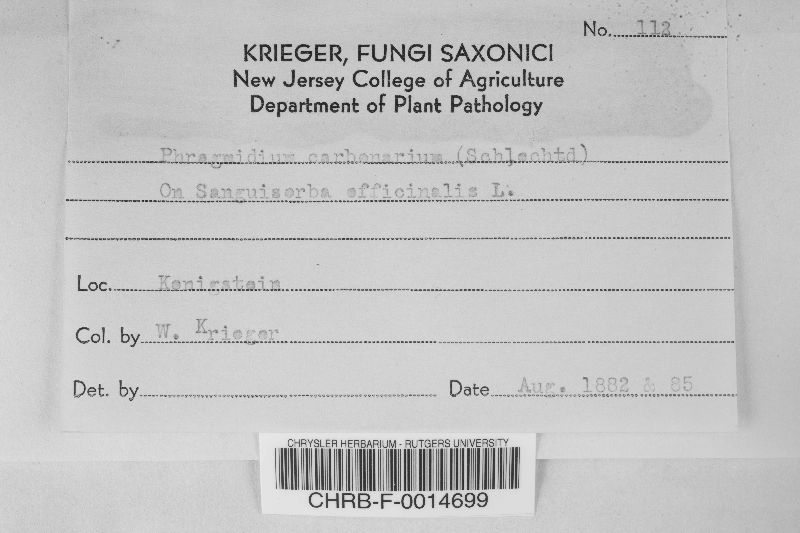 No. 112
KRIEGER, FUNGI SAXONICI
New Jersey College of Agriculture
Department of Plant Pathology
Phragmidium carbonarium (Schlechtd)
On Sanguisorba officinalis L.
Loc. Konigstein
Col. by W. Krieger
Det. by
Date Aug. 1882 & 85
CHRYSLER HERBARIUM - RUTGERS UNIVERSITY
CHRB-F-0014699